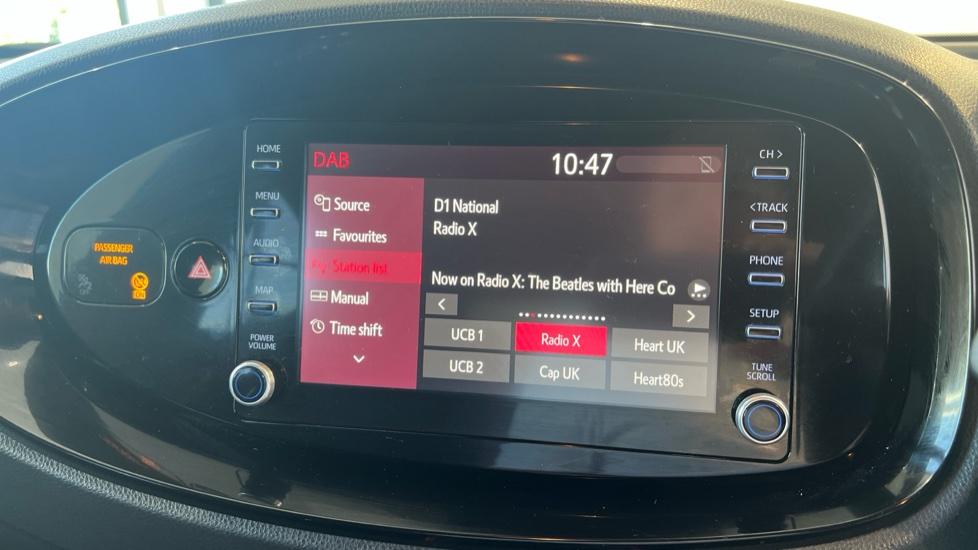 HOME
MENU
AUDIO
MAP
POWER
VOLUME
PASSENGER
AIR BAG
ON
DAB
10:47
Source
Favourites
Station list
Manual
Time shift
D1 National
Radio X
Now on Radio X: The Beatles with Here Co
UCB 1
Radio X
Heart UK
UCB 2
Cap UK
Heart80s
CH >
< TRACK
PHONE
SETUP
TUNE
SCROLL